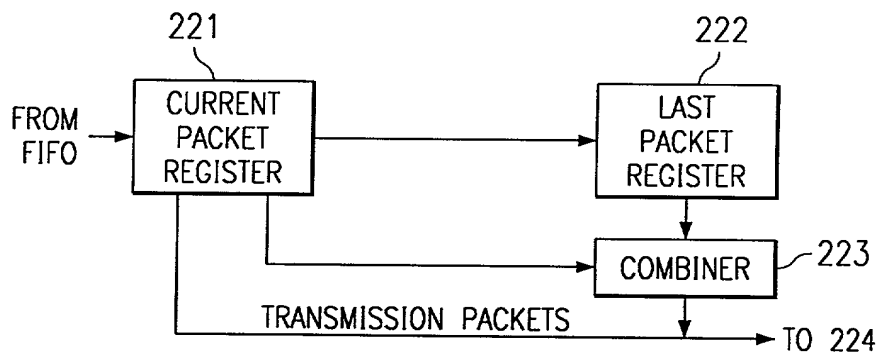 221
222
FROM
FIFO
CURRENT
PACKET
REGISTER
LAST
PACKET
REGISTER
COMBINER
223
TRANSMISSION PACKETS
TO 224